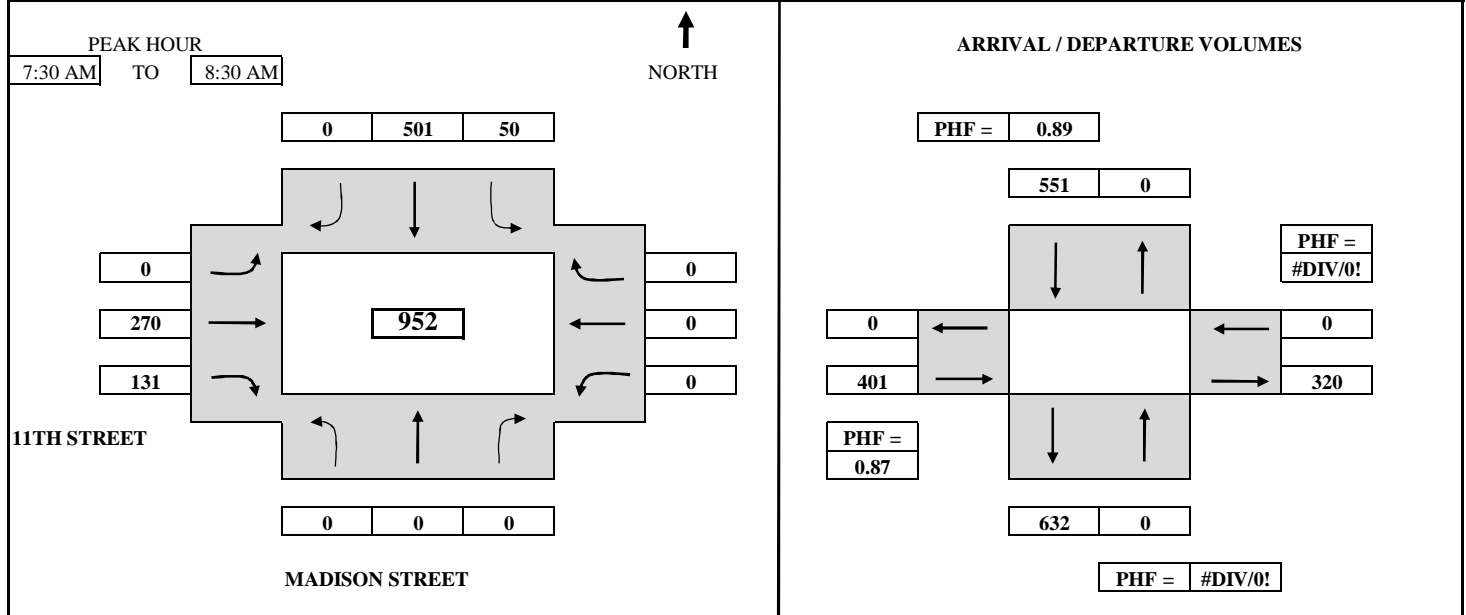 PEAK HOUR
7:30 AM TO 8:30 AM
NORTH
0 501 50
0
270
131
952
0
0
0
11TH STREET
0 0 0
MADISON STREET
ARRIVAL / DEPARTURE VOLUMES
PHF = 0.89
551 0
PHF =
#DIV/0!
0
401
0
320
PHF =
0.87
632 0
PHF = #DIV/0!